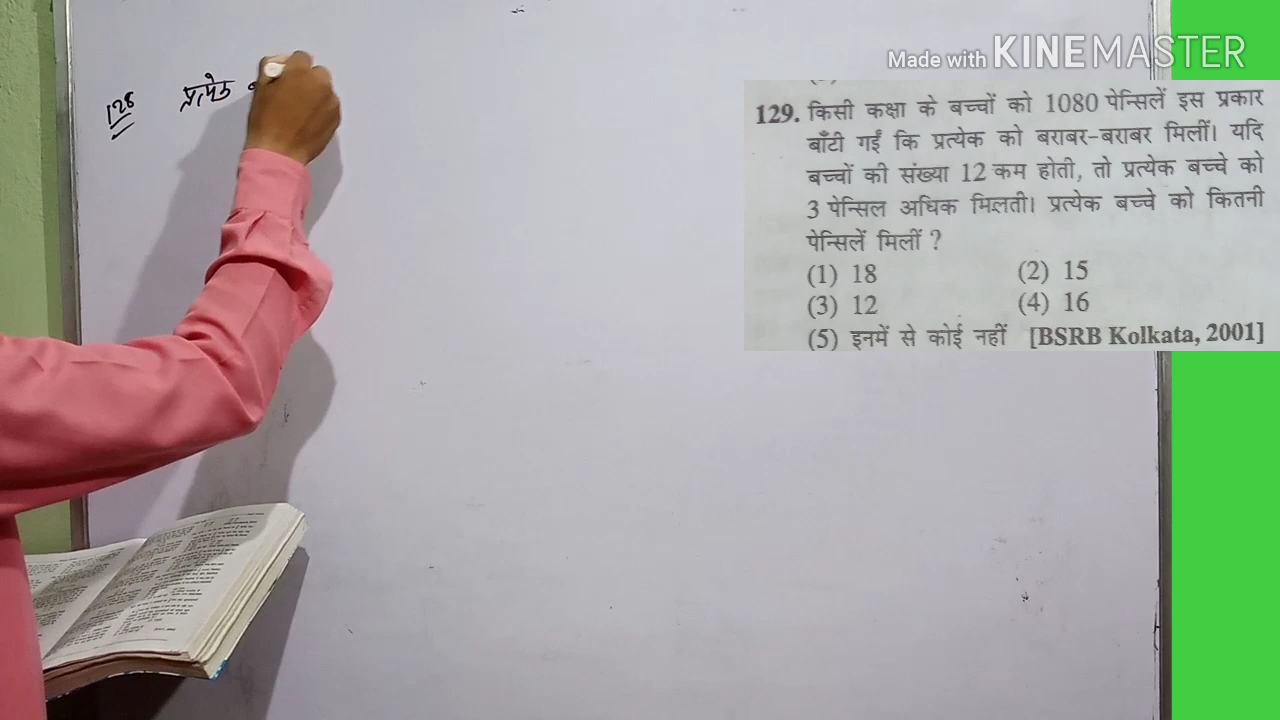 Made with KINEMASTER
128 प्रत्येक
129. किसी कक्षा के बच्चों को 1080 पेन्सिलें इस प्रकार
बाँटी गईं कि प्रत्येक को बराबर-बराबर मिलीं। यदि
बच्चों की संख्या 12 कम होती, तो प्रत्येक बच्चे को
3 पेन्सिल अधिक मिलती। प्रत्येक बच्चे को कितनी
पेन्सिलें मिलीं ?
(1) 18 (2) 15
(3) 12 (4) 16
(5) इनमें से कोई नहीं [BSRB Kolkata, 2001]